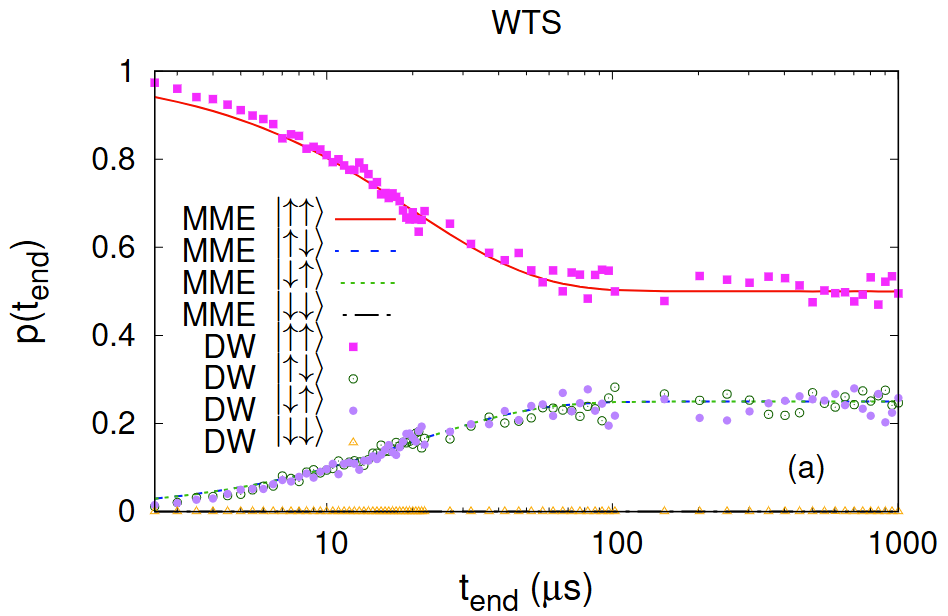 WTS
p(t_end)
1
0.8
0.6
0.4
0.2
0
MME |↑↑⟩
MME |↑↓⟩
MME |↓↑⟩
MME |↓↓⟩
DW |↑↑⟩
DW |↑↓⟩
DW |↓↑⟩
DW |↓↓⟩
(a)
10 100 1000
t_end (μs)